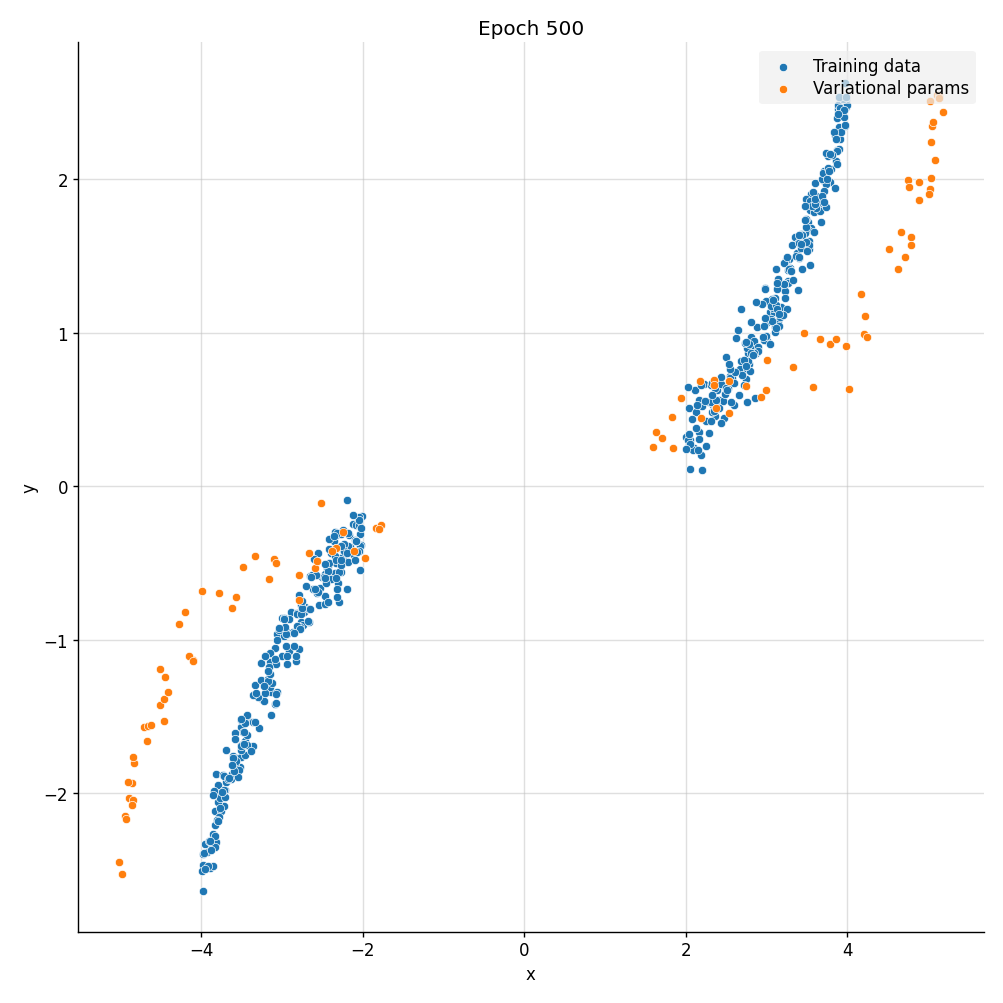 Epoch 500
Training data
Variational params
2
1
0
−1
−2
y
−4 −2 0 2 4
x